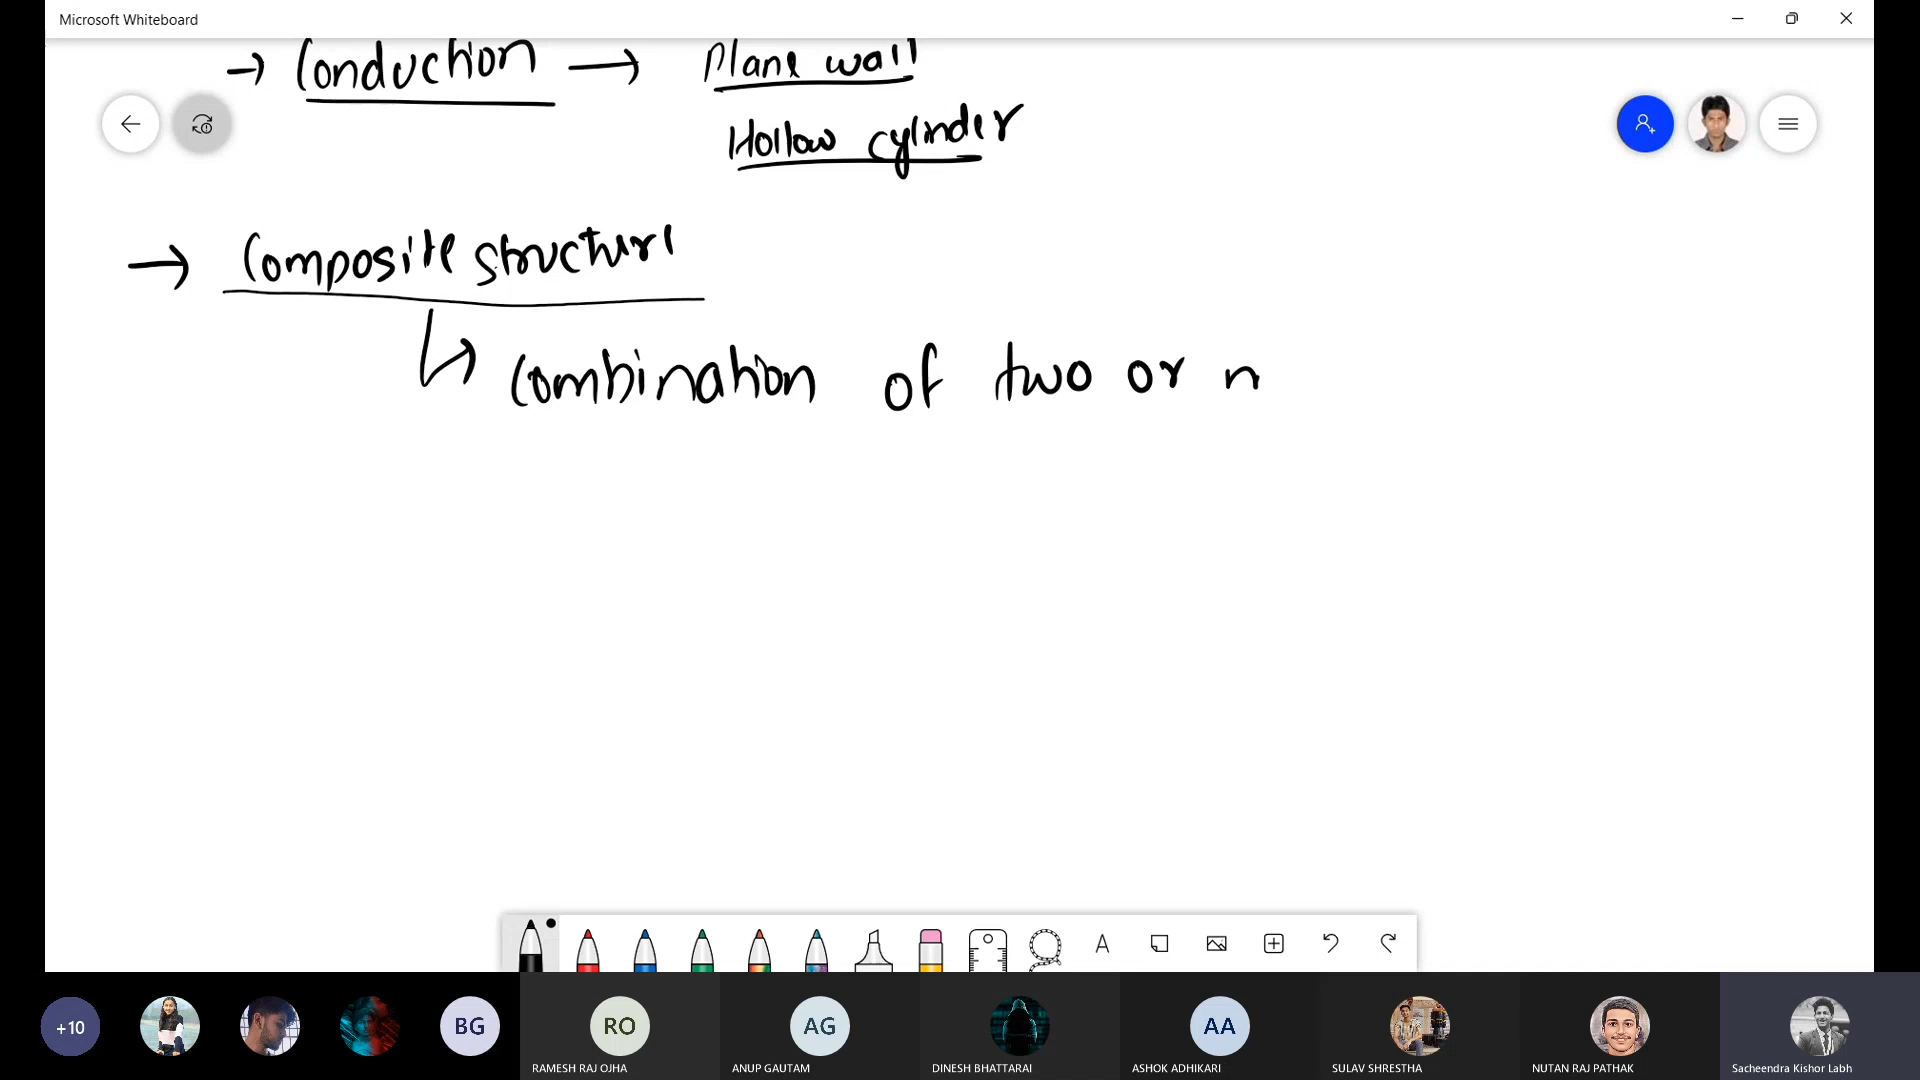 Microsoft Whiteboard
→ Conduction → Plane wall
Hollow cylinder
→ Composite structure
↳ Combination of two or
A
+10
BG
RO
AG
AA
RAMESH RAJ OJHA
ANUP GAUTAM
DINESH BHATTARAI
ASHOK ADHIKARI
SULAV SHRESTHA
NUTAN RAJ PATHAK
Sacheendra Kishor Labh